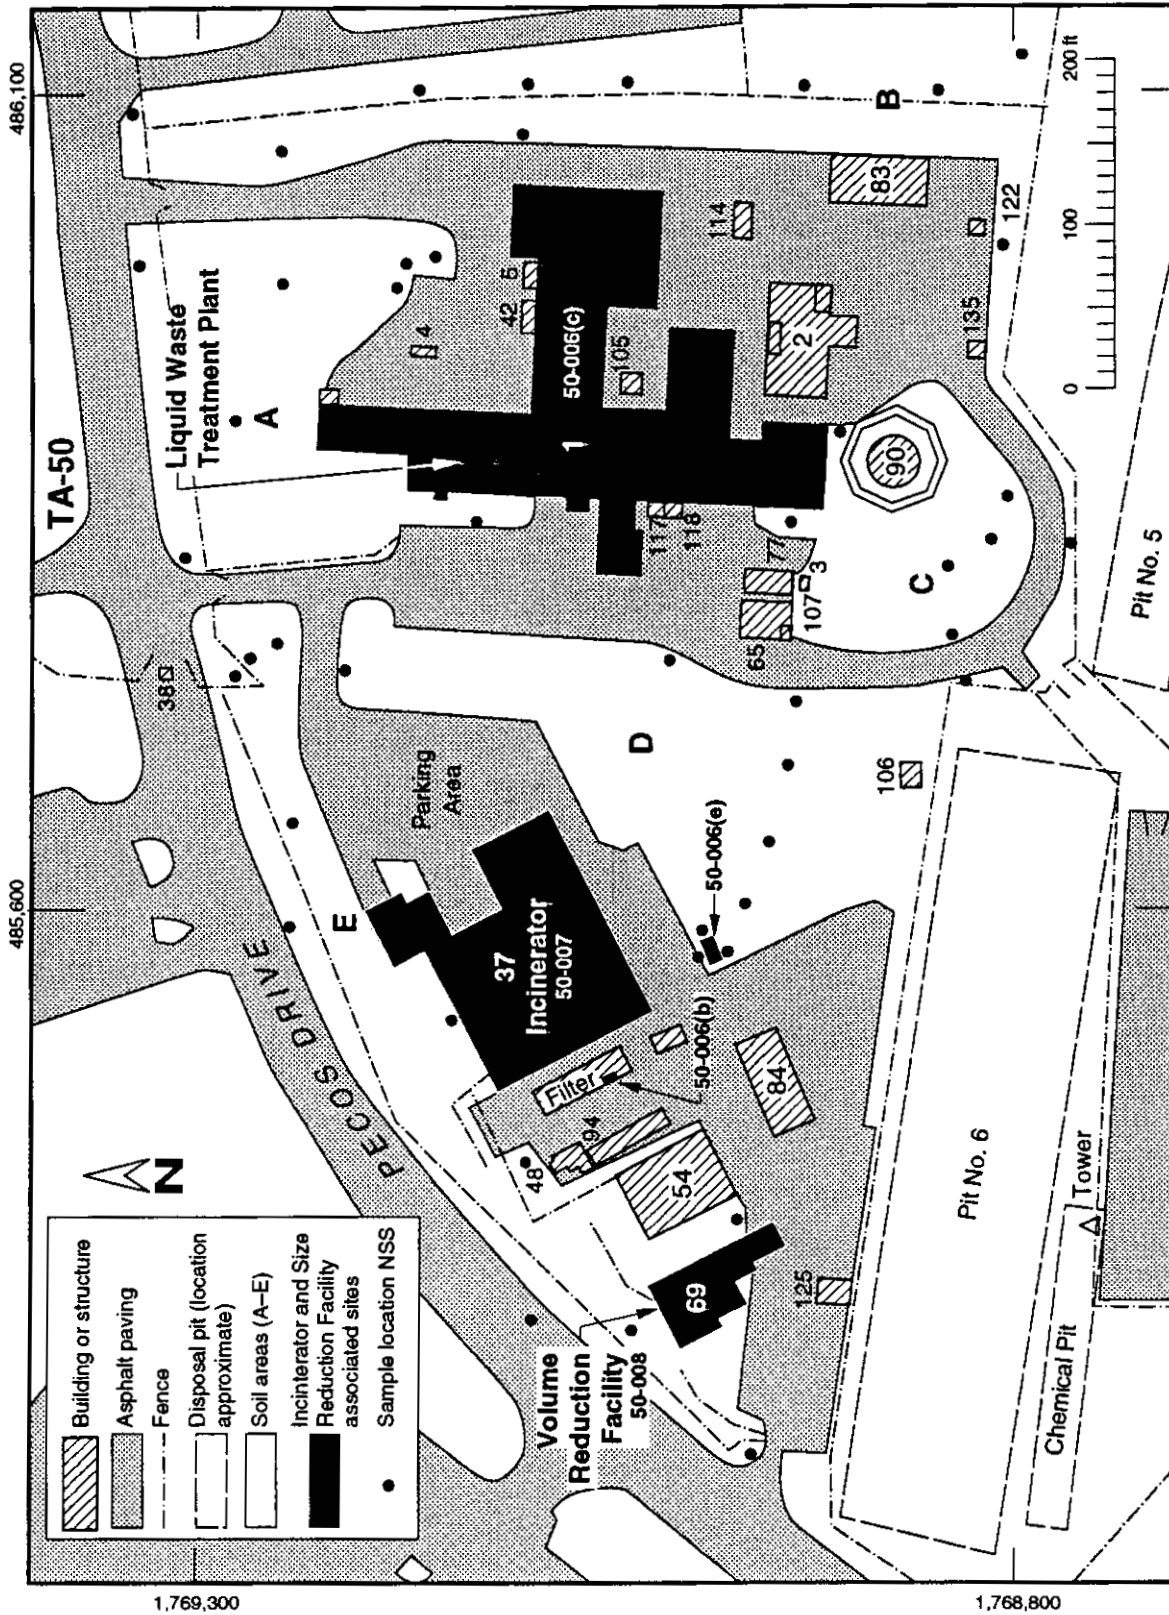 TA-50
Liquid Waste
Treatment Plant
A
B
C
D
E
486,100
485,600
1,769,300
1,768,800
200 ft
100
0
4
5
42
50-006(c)
105
1
114
83
2
122
135
90
117
118
77
3
107
65
38
Parking
Area
37
Incinerator
50-007
50-006(e)
50-006(b)
Filter
84
94
48
54
69
Volume
Reduction
Facility
50-008
125
106
Pit No. 5
Pit No. 6
Chemical Pit
Tower
PECOS DRIVE
N
Building or structure
Asphalt paving
Fence
Disposal pit (location
approximate)
Soil areas (A–E)
Incinterator and Size
Reduction Facility
associated sites
Sample location NSS